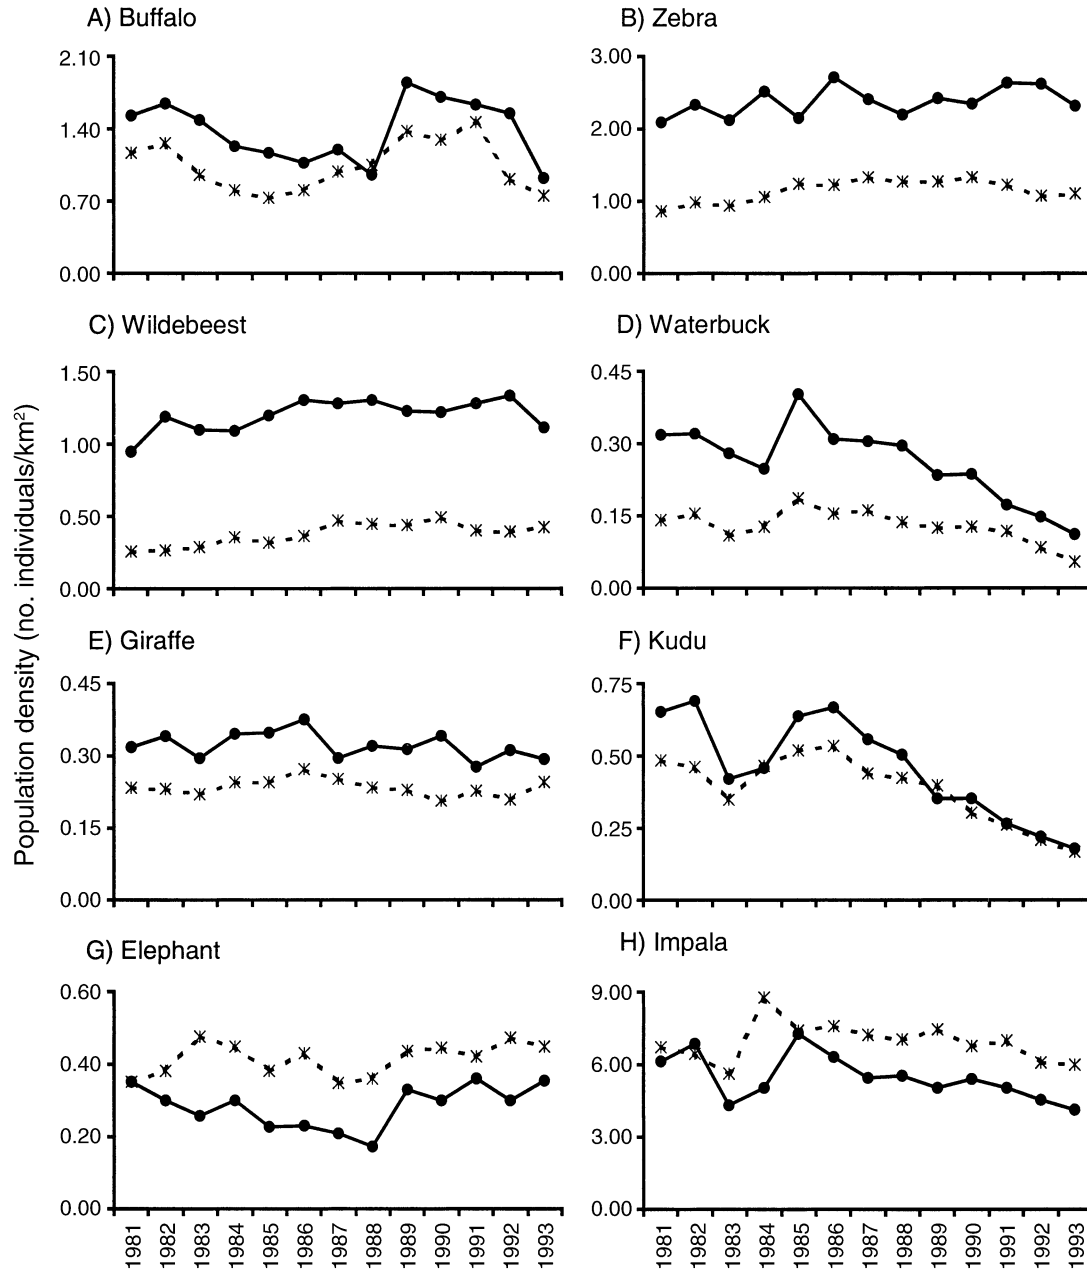 A) Buffalo
B) Zebra
2.10
1.40
0.70
0.00
3.00
2.00
1.00
0.00
C) Wildebeest
D) Waterbuck
1.50
1.00
0.50
0.00
0.45
0.30
0.15
0.00
Population density (no. individuals/km²)
E) Giraffe
F) Kudu
0.45
0.30
0.15
0.00
0.75
0.50
0.25
0.00
G) Elephant
H) Impala
0.60
0.40
0.20
0.00
9.00
6.00
3.00
0.00
1981 1982 1983 1984 1985 1986 1987 1988 1989 1990 1991 1992 1993
1981 1982 1983 1984 1985 1986 1987 1988 1989 1990 1991 1992 1993